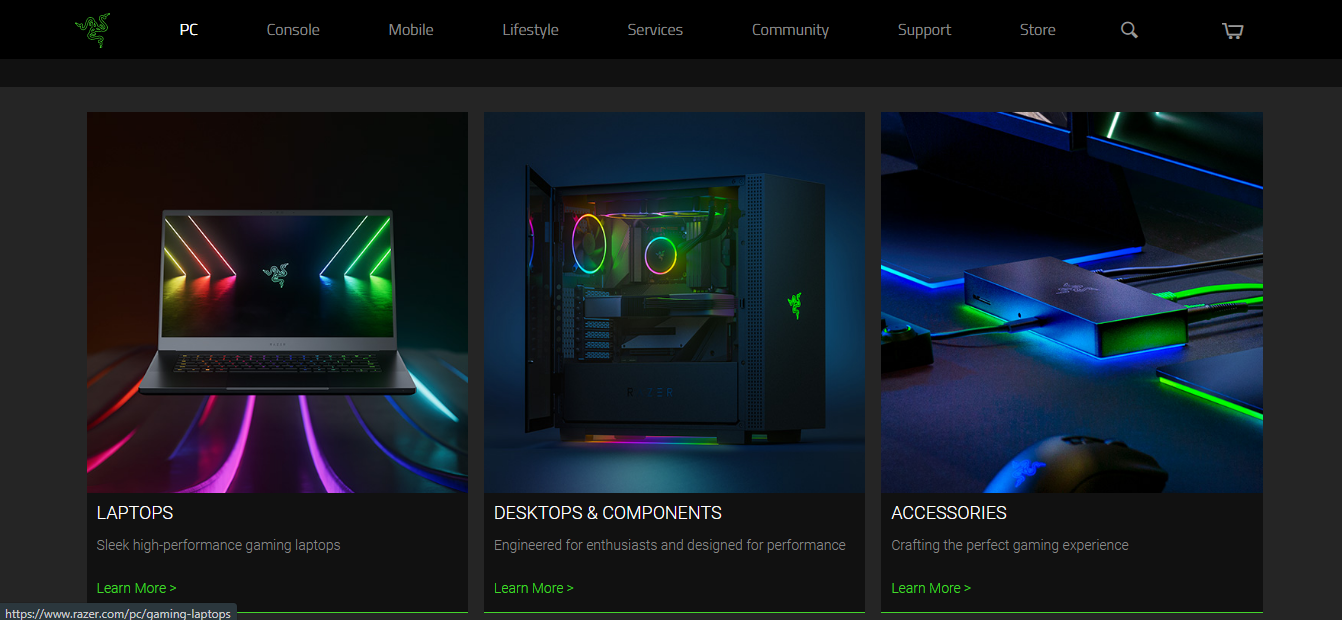 PC Console Mobile Lifestyle Services Community Support Store
LAPTOPS
Sleek high-performance gaming laptops
Learn More >
DESKTOPS & COMPONENTS
Engineered for enthusiasts and designed for performance
Learn More >
ACCESSORIES
Crafting the perfect gaming experience
Learn More >
https://www.razer.com/pc/gaming-laptops